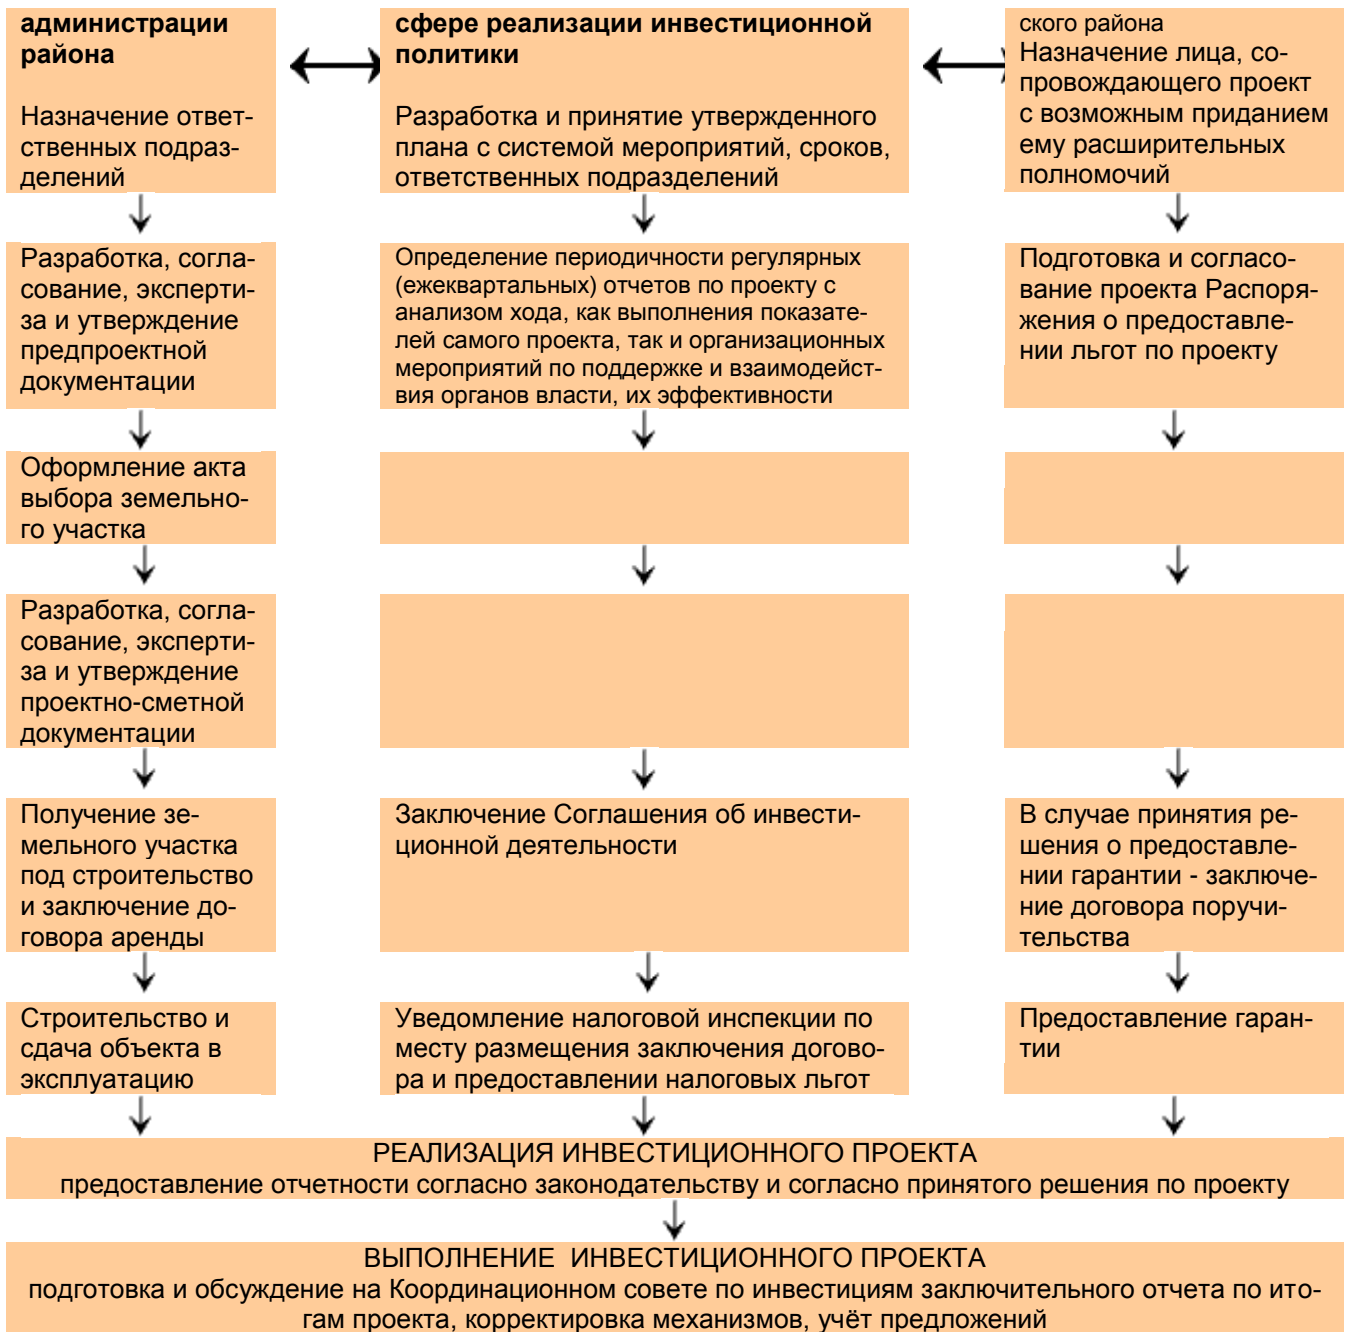 администрации
района
Назначение ответ-
ственных подраз-
делений
сфере реализации инвестиционной
политики
Разработка и принятие утвержденного
плана с системой мероприятий, сроков,
ответственных подразделений
ского района
Назначение лица, со-
провождающего проект
с возможным приданием
ему расширительных
полномочий
Разработка, согла-
сование, эксперти-
за и утверждение
предпроектной
документации
Определение периодичности регулярных
(ежеквартальных) отчетов по проекту с
анализом хода, как выполнения показате-
лей самого проекта, так и организационных
мероприятий по поддержке и взаимодейст-
вия органов власти, их эффективности
Подготовка и согласо-
вание проекта Распоря-
жения о предоставле-
нии льгот по проекту
Оформление акта
выбора земельно-
го участка
Разработка, согла-
сование, эксперти-
за и утверждение
проектно-сметной
документации
Получение зе-
мельного участка
под строительство
и заключение до-
говора аренды
Заключение Соглашения об инвести-
ционной деятельности
В случае принятия ре-
шения о предоставле-
нии гарантии - заключе-
ние договора поручи-
тельства
Строительство и
сдача объекта в
эксплуатацию
Уведомление налоговой инспекции по
месту размещения заключения догово-
ра и предоставлении налоговых льгот
Предоставление гаран-
тии
РЕАЛИЗАЦИЯ ИНВЕСТИЦИОННОГО ПРОЕКТА
предоставление отчетности согласно законодательству и согласно принятого решения по проекту
ВЫПОЛНЕНИЕ ИНВЕСТИЦИОННОГО ПРОЕКТА
подготовка и обсуждение на Координационном совете по инвестициям заключительного отчета по ито-
гам проекта, корректировка механизмов, учёт предложений